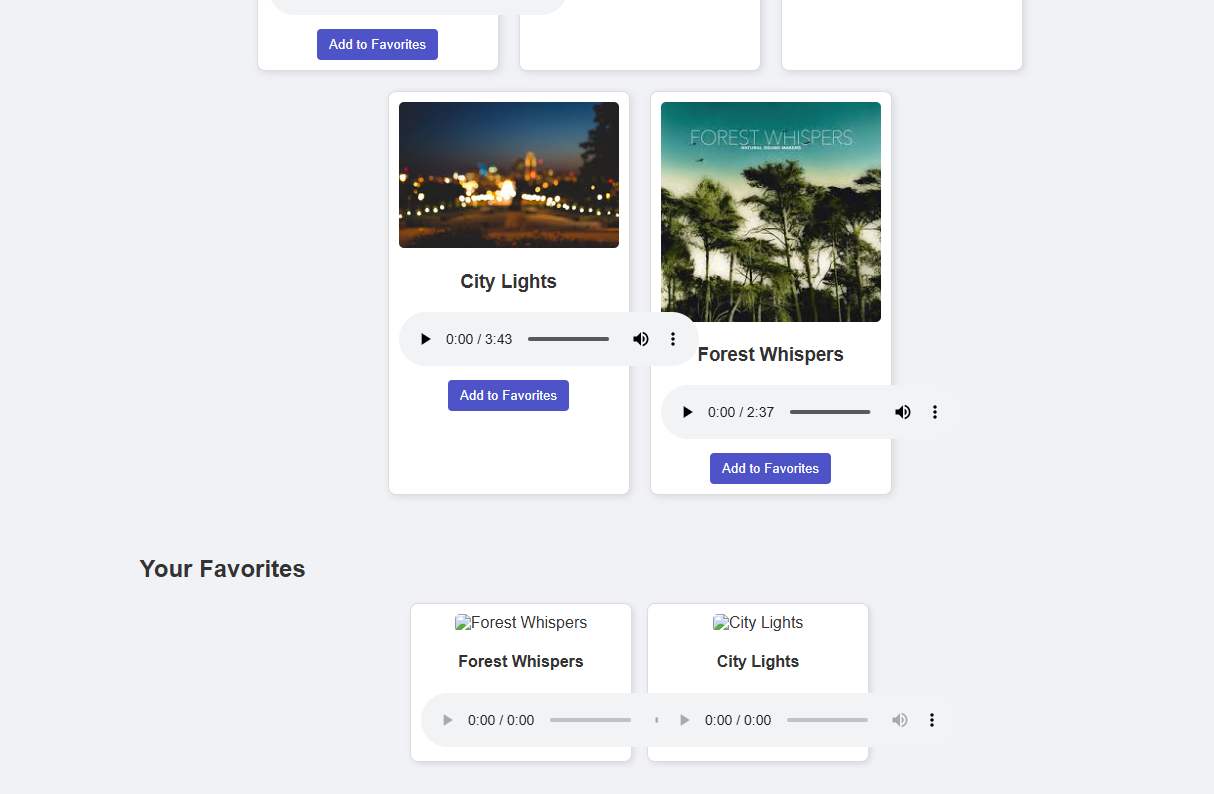 Add to Favorites
FOREST WHISPERS
NATURAL SOUND MAKERS
City Lights
0:00 / 3:43
Forest Whispers
Add to Favorites
0:00 / 2:37
Add to Favorites
Your Favorites
Forest Whispers
City Lights
Forest Whispers
City Lights
0:00 / 0:00
0:00 / 0:00